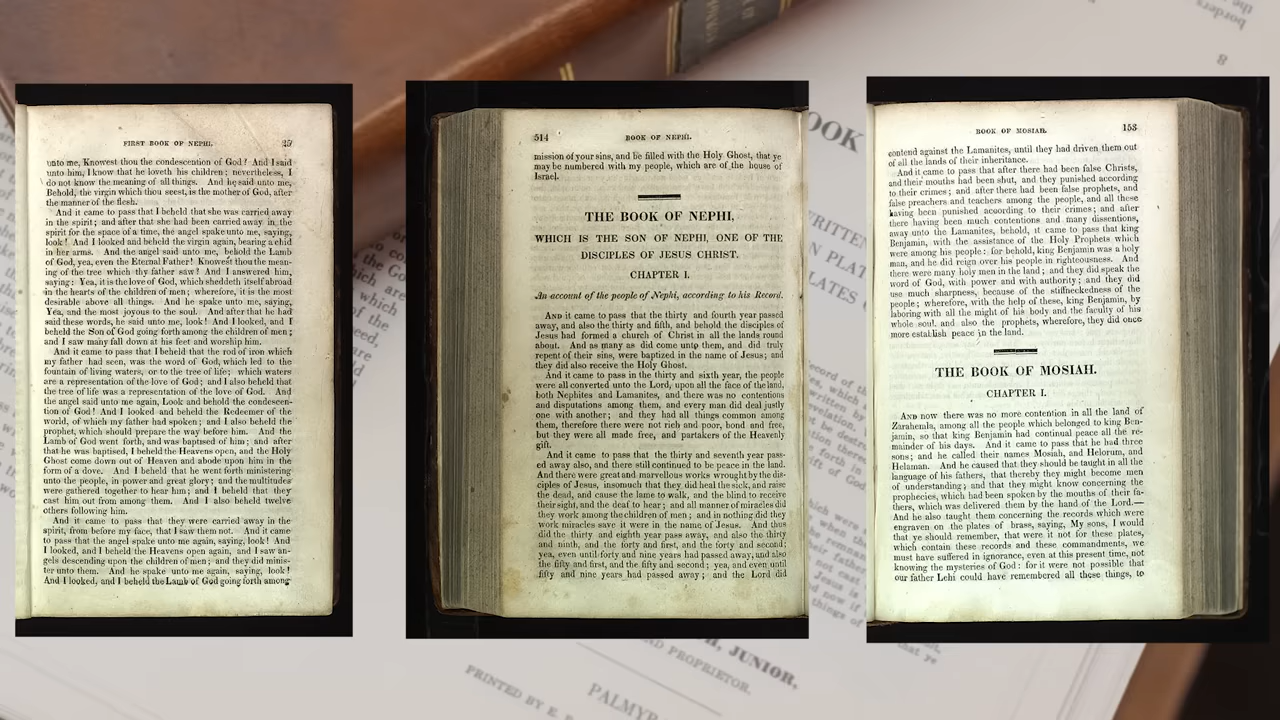 FIRST BOOK OF NEPHI. 25
unto me, Knowest thou the condescention of God? And I said
unto him, I know that he loveth his children; nevertheless, I
do not know the meaning of all things. And he said unto me,
Behold, the virgin which thou seest, is the mother of God, after
the manner of the flesh.
And it came to pass that I beheld that she was carried away
in the spirit; and after that she had been carried away in the
spirit for the space of a time, the angel spake unto me, saying,
look! And I looked and beheld the virgin again, bearing a child
in her arms. And the angel said unto me, behold the Lamb
of God, yea, even the Eternal Father! Knowest thou the mean-
ing of the tree which thy father saw? And I answered him,
saying: Yea, it is the love of God, which sheddeth itself abroad
in the hearts of the children of men; wherefore, it is the most
desirable above all things. And he spake unto me, saying,
Yea, and the most joyous to the soul. And after that he had
said these words, he said unto me, look! And I looked, and I
beheld the Son of God going forth among the children of men;
and I saw many fall down at his feet and worship him.
And it came to pass that I beheld that the rod of iron which
my father had seen, was the word of God, which led to the
fountain of living waters, or to the tree of life; which waters
are a representation of the love of God; and I also beheld that
the tree of life was a representation of the love of God. And
the angel said unto me again, Look and behold the condescen-
tion of God! And I looked and beheld the Redeemer of the
world, of which my father had spoken; and I also beheld the
prophet, which should prepare the way before him. And the
Lamb of God went forth, and was baptised of him; and after
that he was baptised, I beheld the Heavens open, and the Holy
Ghost come down out of Heaven and abode upon him in the
form of a dove. And I beheld that he went forth ministering
unto the people, in power and great glory; and the multitudes
were gathered together to hear him; and I beheld that they
cast him out from among them. And I also beheld twelve
others following him.
And it came to pass that they were carried away in the
spirit, from before my face, that I saw them not. And it came
to pass that the angel spake unto me again, saying, look! And
I looked, and I beheld the Heavens open again, and I saw an-
gels descending upon the children of men; and they did minis-
ter unto them. And he spake unto me again, saying, look!
And I looked, and I beheld the Lamb of God going forth among
514 BOOK OF NEPHI.
mission of your sins, and be filled with the Holy Ghost, that ye
may be numbered with my people, which are of the house of
Israel.
THE BOOK OF NEPHI,
WHICH IS THE SON OF NEPHI, ONE OF THE
DISCIPLES OF JESUS CHRIST.
CHAPTER I.
An account of the people of Nephi, according to his Record.
AND it came to pass that the thirty and fourth year passed
away, and also the thirty and fifth, and behold the disciples of
Jesus had formed a church of Christ in all the lands round
about. And as many as did come unto them, and did truly
repent of their sins, were baptized in the name of Jesus; and
they did also receive the Holy Ghost.
And it came to pass in the thirty and sixth year, the people
were all converted unto the Lord, upon all the face of the land,
both Nephites and Lamanites, and there was no contentions
and disputations among them, and every man did deal justly
one with another; and they had all things common among
them, therefore there were not rich and poor, bond and free,
but they were all made free, and partakers of the Heavenly
gift.
And it came to pass that the thirty and seventh year pass-
ed away also, and there still continued to be peace in the land.
And there were great and marvellous works wrought by the dis-
ciples of Jesus, insomuch that they did heal the sick, and raise
the dead, and cause the lame to walk, and the blind to receive
their sight, and the deaf to hear; and all manner of miracles did
they work among the children of men; and in nothing did they
work miracles save it were in the name of Jesus. And thus
did the thirty and eighth year pass away, and also the thirty
and ninth, and the forty and first, and the forty and second;
yea, even until forty and nine years had passed away, and also
the fifty and first, and the fifty and second; yea, and even until
fifty and nine years had passed away; and the Lord did
BOOK OF MOSIAH. 153
contend against the Lamanites, until they had driven them out
of all the lands of their inheritance.
And it came to pass that after there had been false Christs,
and their mouths had been shut, and they punished according
to their crimes; and after there had been false prophets, and
false preachers and teachers among the people, and all these
having been punished according to their crimes; and after
there having been much contentions and many dissentions,
away unto the Lamanites, behold, it came to pass that king
Benjamin, with the assistance of the Holy Prophets which
were among his people: for behold, king Benjamin was a holy
man, and he did reign over his people in righteousness. And
there were many holy men in the land; and they did speak the
word of God, with power and with authority; and they did
use much sharpness, because of the stiffneckedness of the
people; wherefore, with the help of these, king Benjamin, by
laboring with all the might of his body and the faculty of his
whole soul, and also the prophets, wherefore, they did once
more establish peace in the land.
THE BOOK OF MOSIAH.
CHAPTER I.
AND now there was no more contention in all the land of
Zarahemla, among all the people which belonged to king Ben-
jamin, so that king Benjamin had continual peace all the re-
mainder of his days. And it came to pass that he had three
sons; and he called their names Mosiah, and Helorum, and
Helaman. And he caused that they should be taught in all the
language of his fathers, that thereby they might become men
of understanding; and that they might know concerning the
prophecies, which had been spoken by the mouths of their fa-
thers, which was delivered them by the hand of the Lord.—
And he also taught them concerning the records which were
engraven on the plates of brass, saying, My sons, I would
that ye should remember, that were it not for these plates,
which contain these records and these commandments, we
must have suffered in ignorance, even at this present time, not
knowing the mysteries of God: for it were not possible that
our father Lehi could have remembered all these things, to
JUNIOR,
PROPRIETOR.
PRINTED BY E.